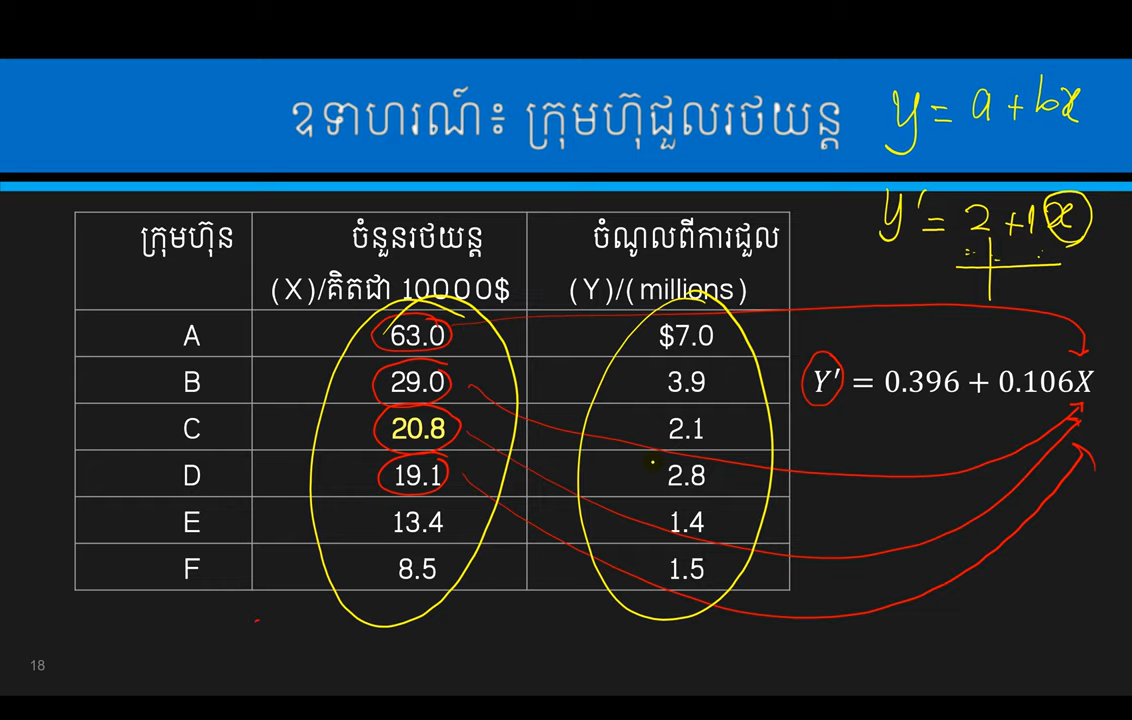 ឧទាហរណ៍៖ ក្រុមហ៊ុជួលរថយន្ត
y = a + bx
y' = 2 + 1x
ក្រុមហ៊ុន ចំនួនរថយន្ត ចំណូលពីការជួល
(X)/គិតជា 10000$ (Y)/(millions)
A 63.0 $7.0
B 29.0 3.9
Y' = 0.396 + 0.106X
C 20.8 2.1
D 19.1 2.8
E 13.4 1.4
F 8.5 1.5
18